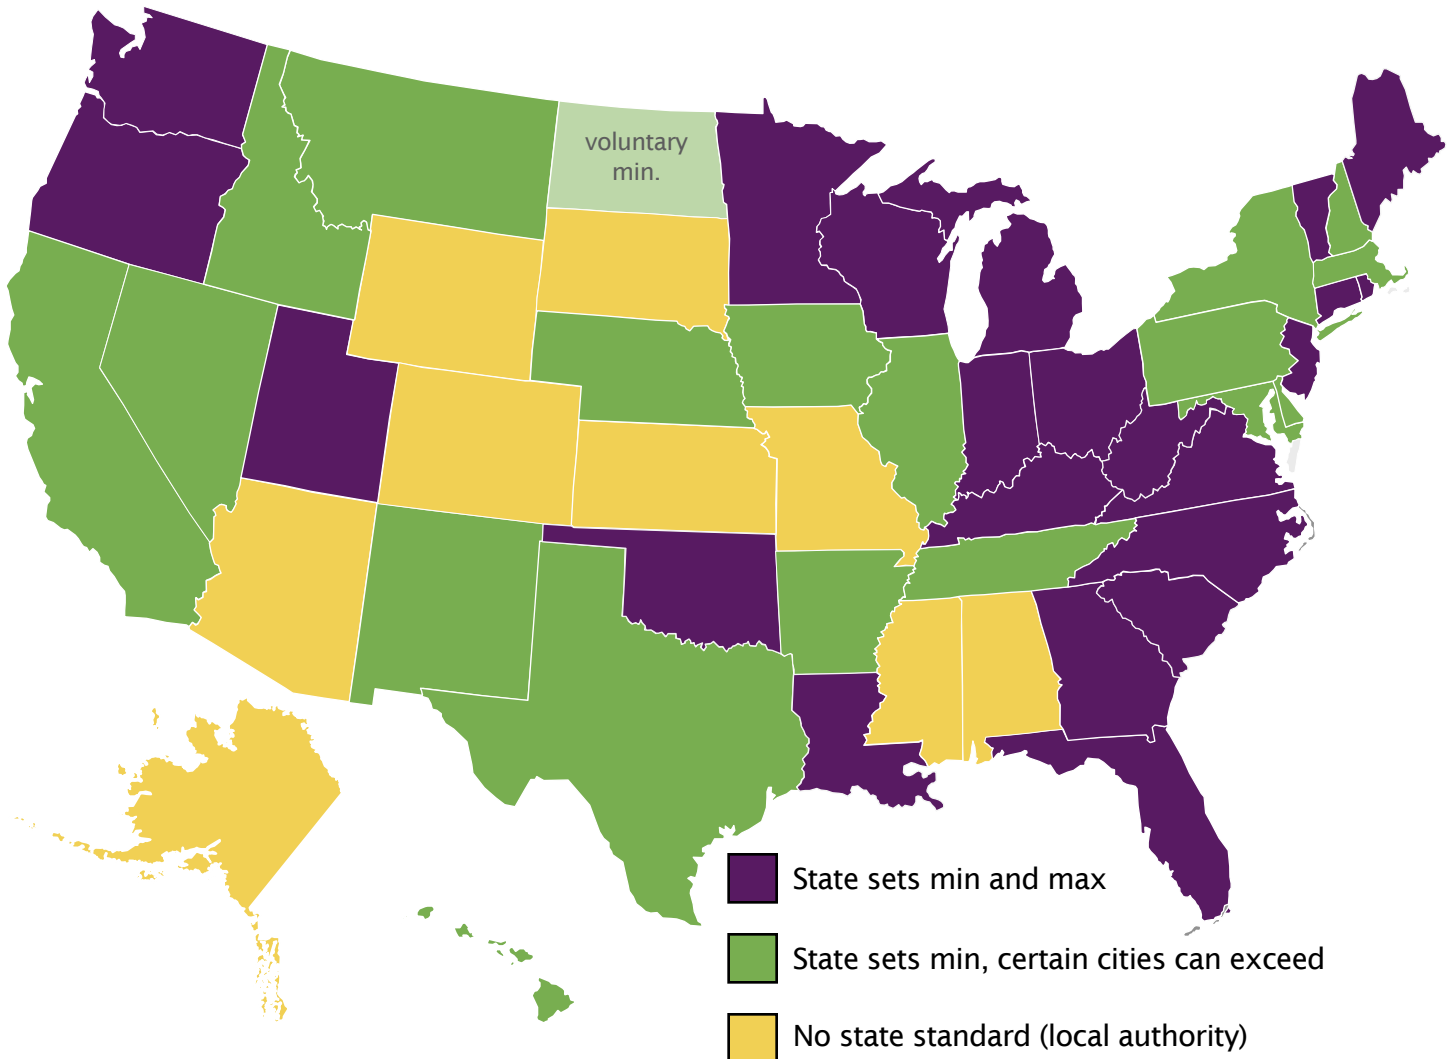 voluntary
min.
State sets min and max
State sets min, certain cities can exceed
No state standard (local authority)